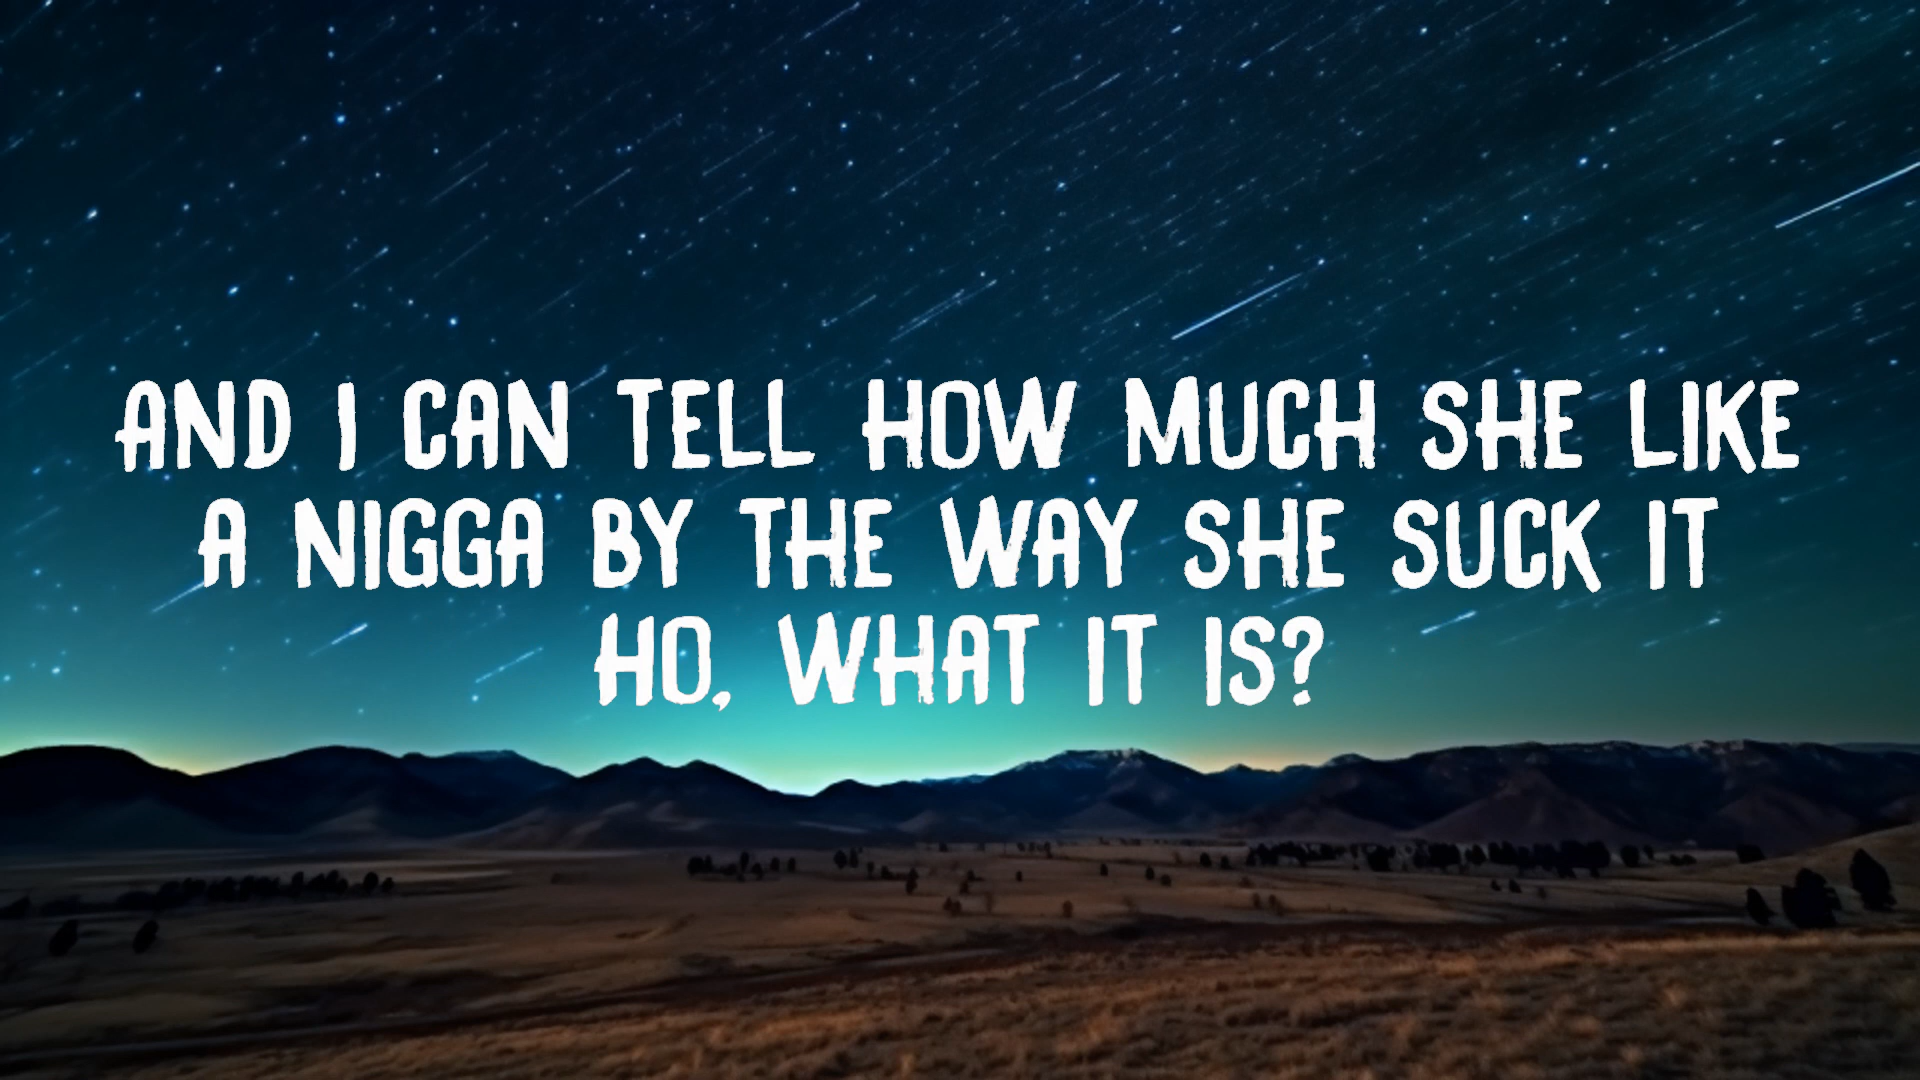 AND I CAN TELL HOW MUCH SHE LIKE
A NIGGA BY THE WAY SHE SUCK IT
HO, WHAT IT IS?